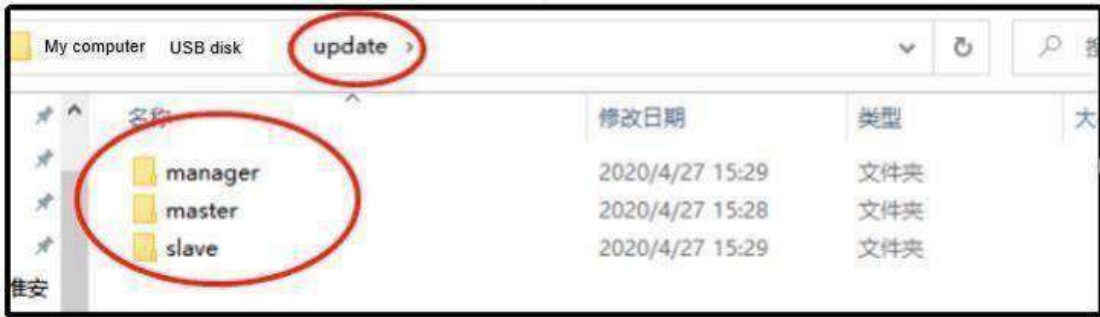 My computer USB disk update >
名称 修改日期 类型 大
manager 2020/4/27 15:29 文件夹
master 2020/4/27 15:28 文件夹
slave 2020/4/27 15:29 文件夹
淮安